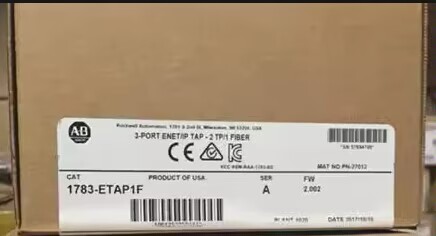 AB
Rockwell Automation, 1201 S 2nd St, Milwaukee, WI 53204, USA
3-PORT ENET/IP TAP - 2 TP/1 FIBER
CE
CAT
PRODUCT OF USA
SER
FW
MAT NO
1783-ETAP1F
A
2.002
PLANT
DATE